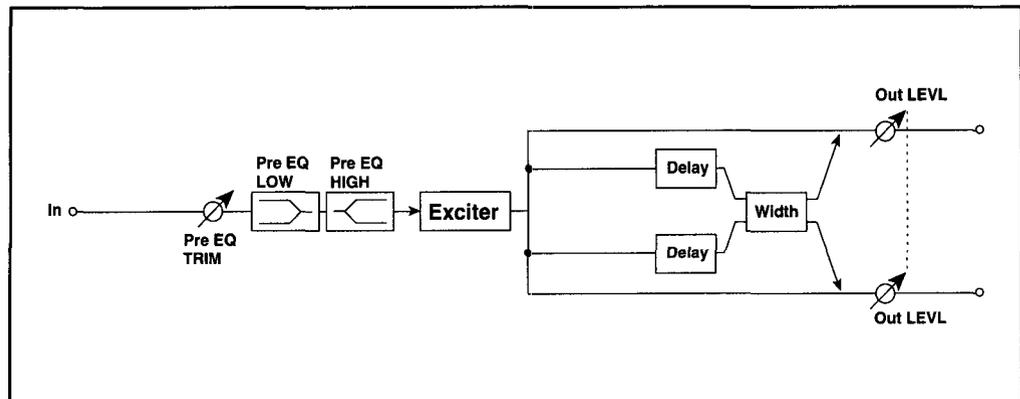 Out LEVL
Pre EQ
LOW
Pre EQ
HIGH
Delay
In
Exciter
Width
Pre EQ
TRIM
Delay
Out LEVL